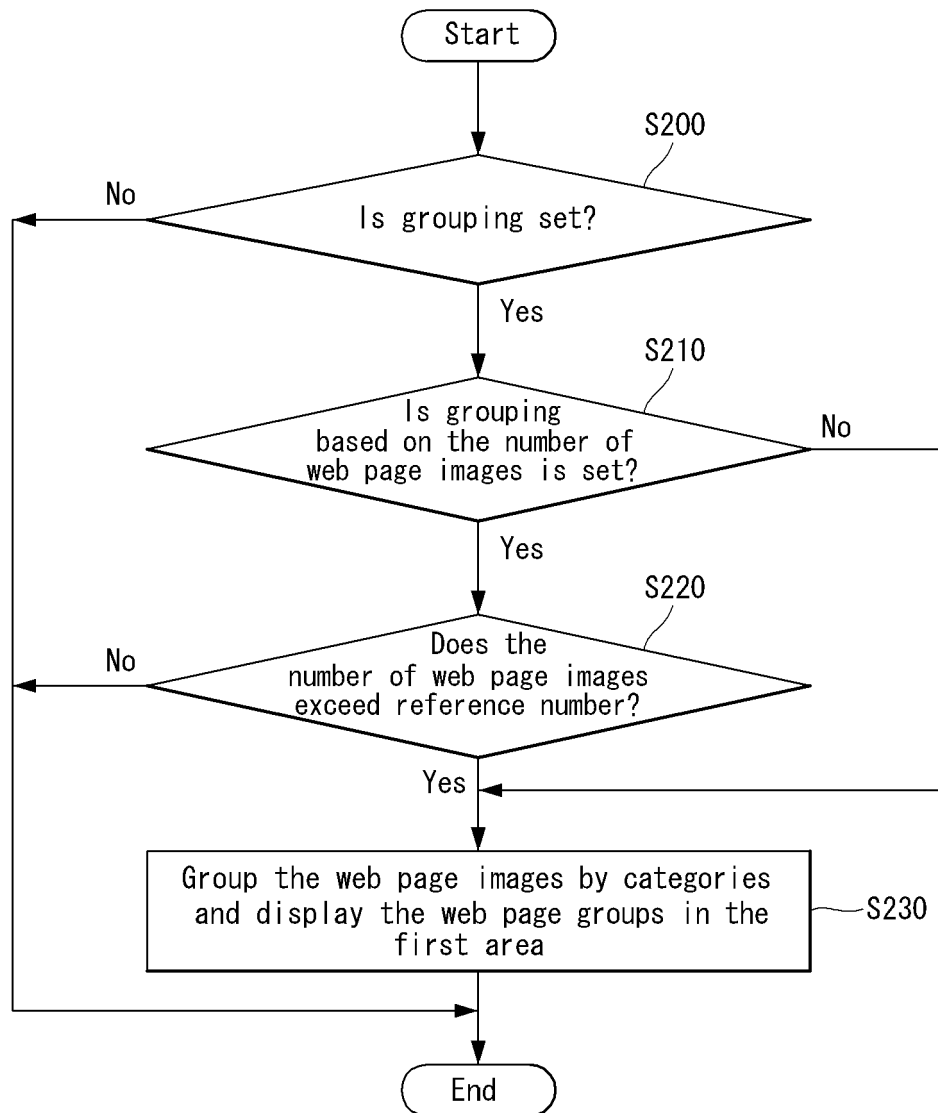 Start
S200
No
Is grouping set?
Yes
S210
Is grouping
based on the number of
web page images is set?
No
Yes
S220
Does the
number of web page images
exceed reference number?
No
Yes
Group the web page images by categories
and display the web page groups in the
first area
S230
End